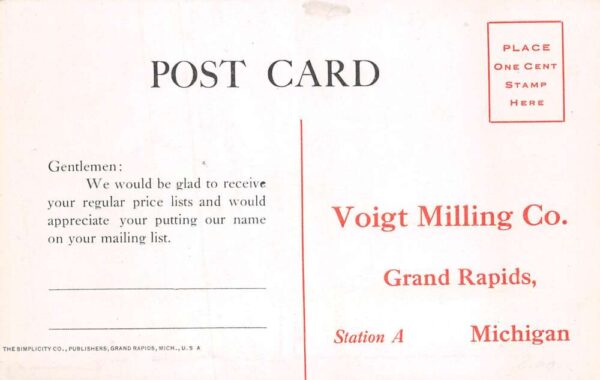 POST CARD
PLACE
ONE CENT
STAMP
HERE
Gentlemen:
We would be glad to receive
your regular price lists and would
appreciate your putting our name
on your mailing list.
THE SIMPLICITY CO., PUBLISHERS, GRAND RAPIDS, MICH., U. S. A
Voigt Milling Co.
Grand Rapids,
Station A Michigan